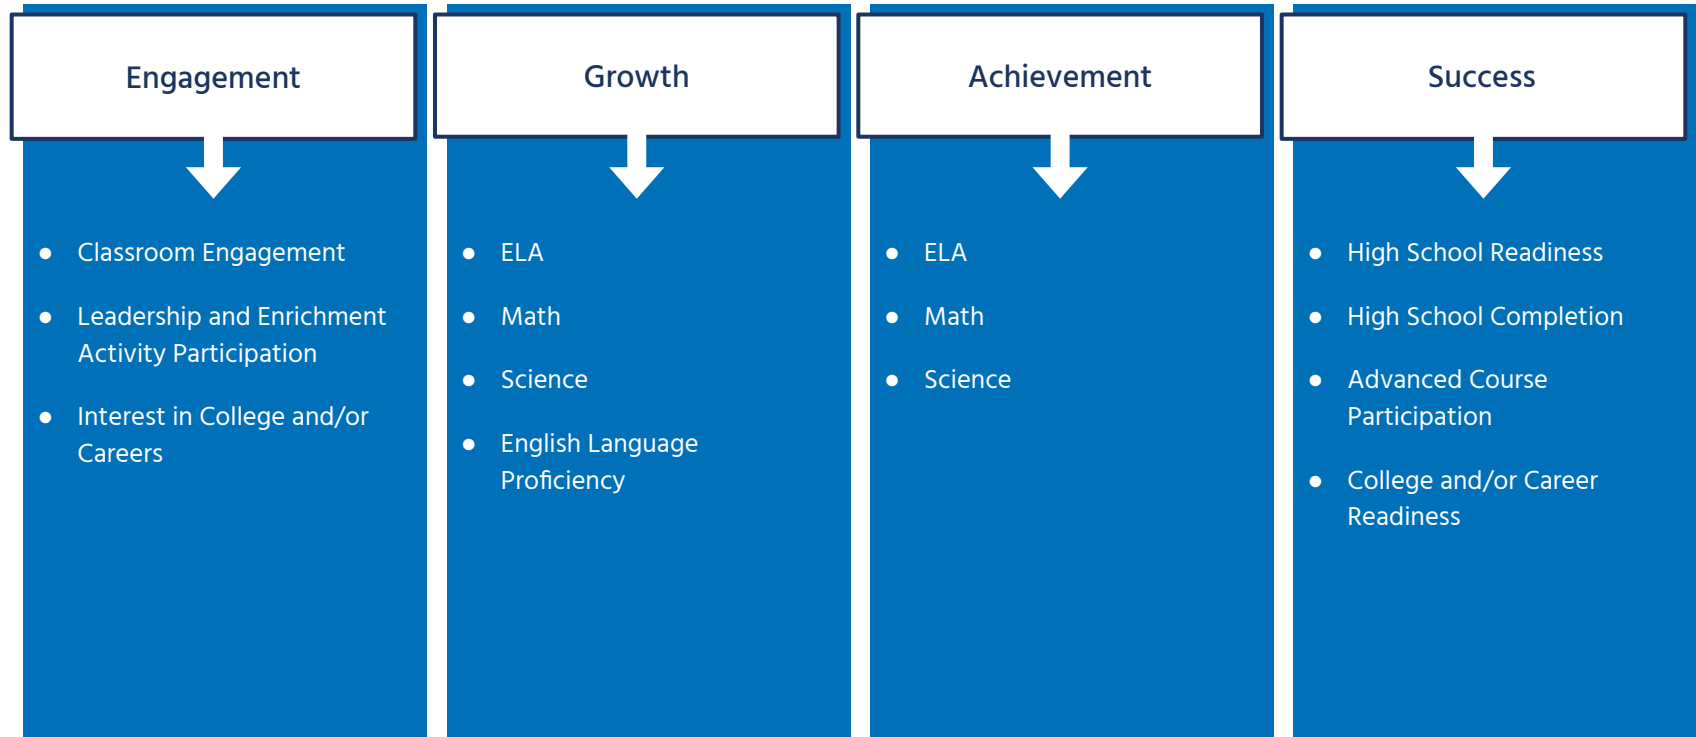 Engagement
● Classroom Engagement
● Leadership and Enrichment
Activity Participation
● Interest in College and/or
Careers
Growth
● ELA
● Math
● Science
● English Language
Proficiency
Achievement
● ELA
● Math
● Science
Success
● High School Readiness
● High School Completion
● Advanced Course
Participation
● College and/or Career
Readiness